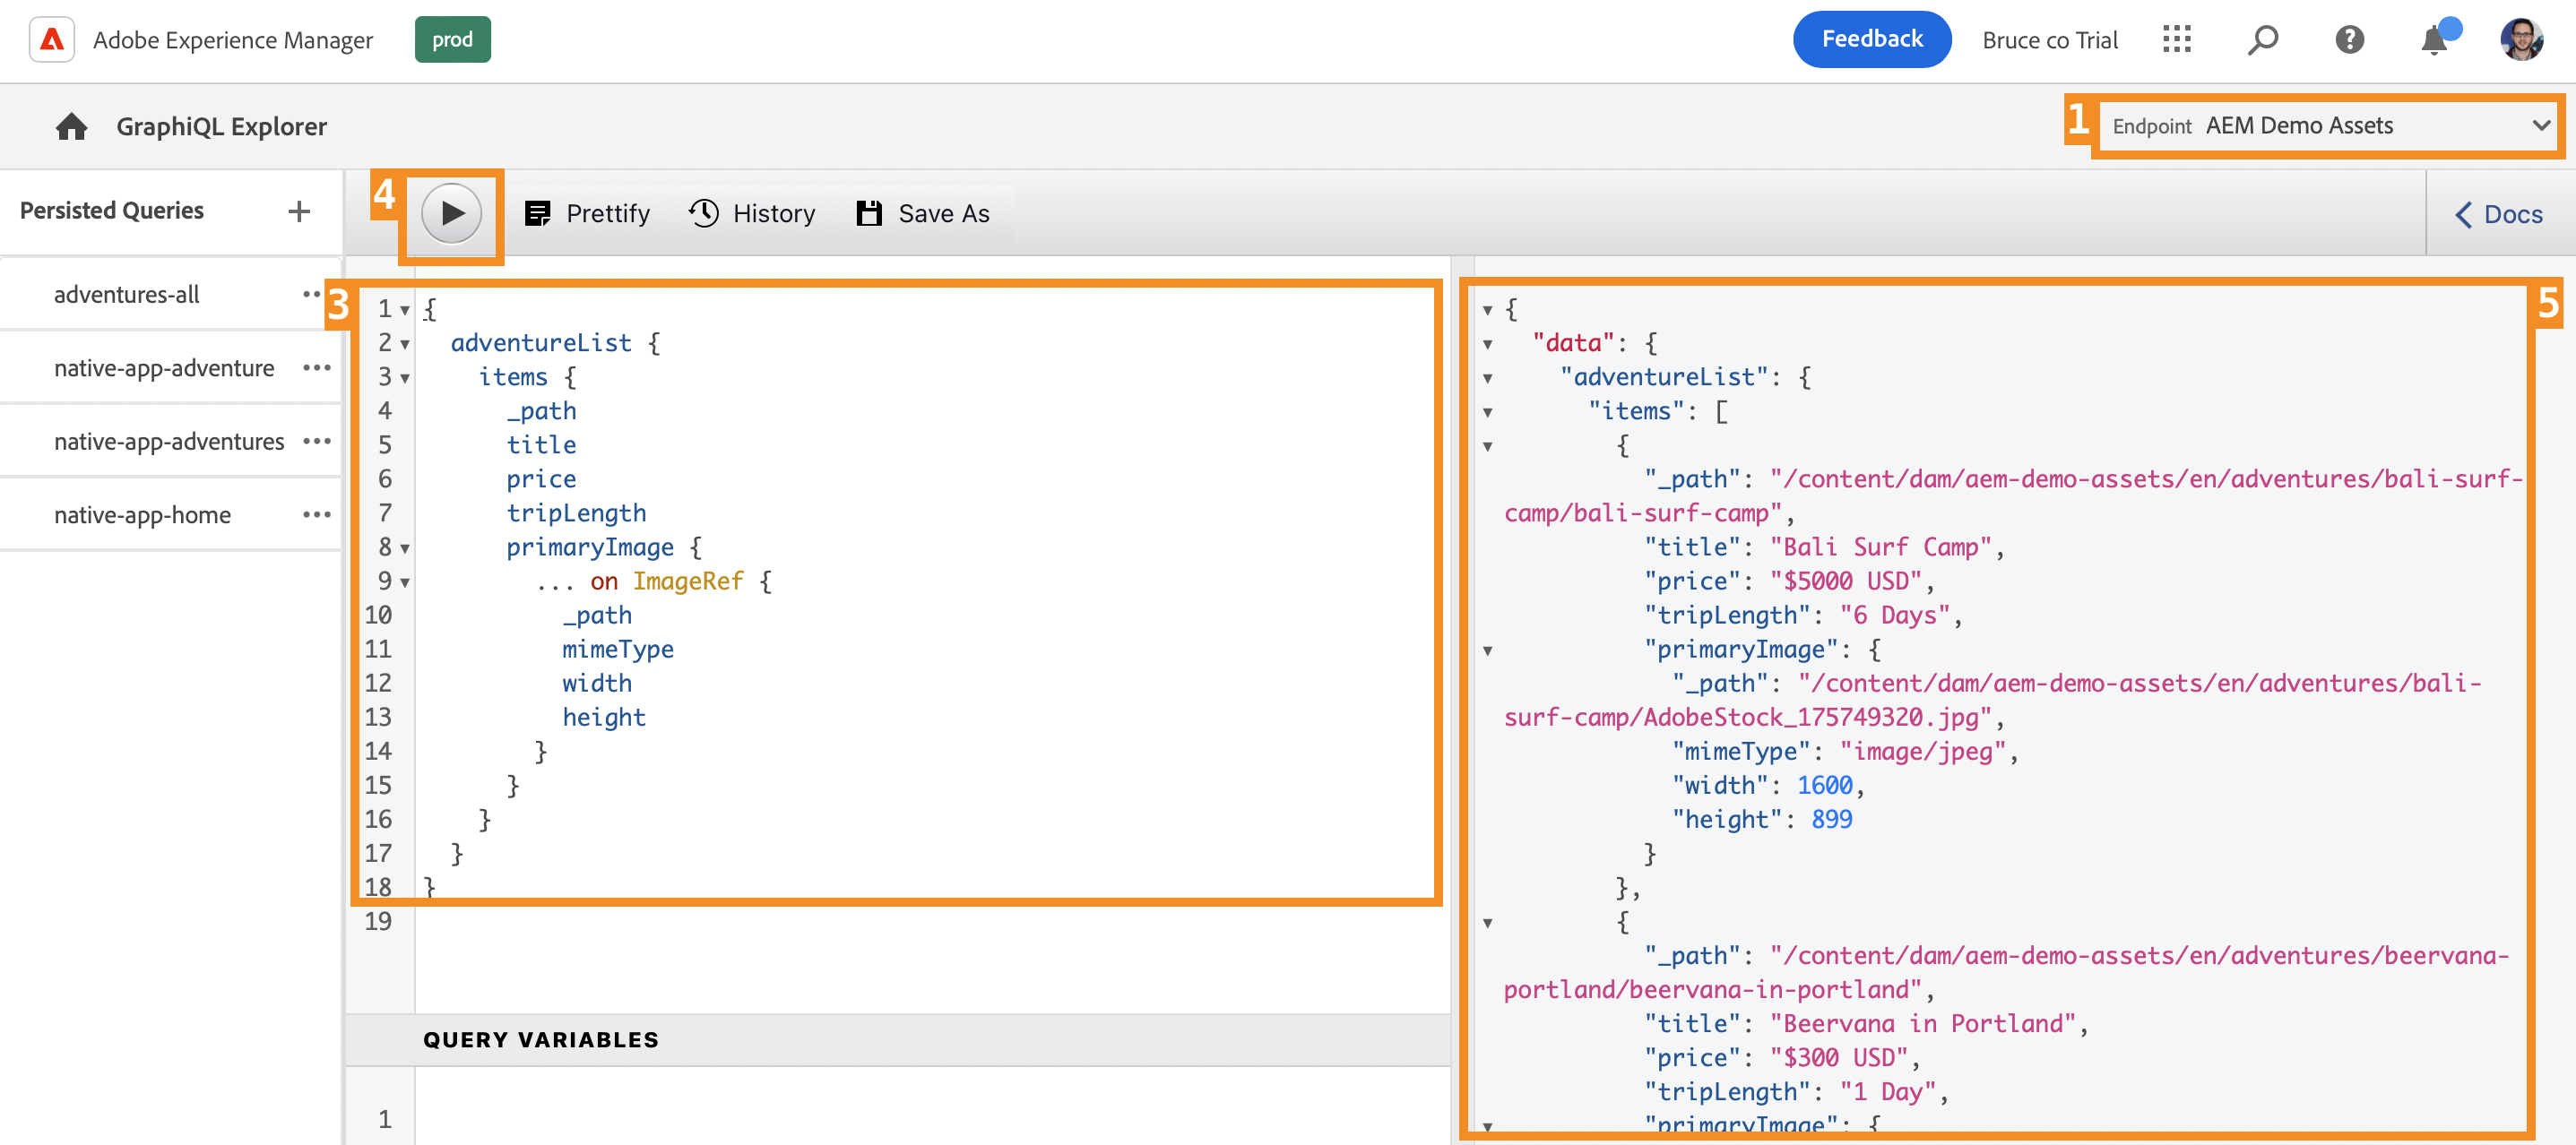 Adobe Experience Manager
prod
Feedback
Bruce co Trial
GraphiQL Explorer
1
Endpoint AEM Demo Assets
Persisted Queries +
adventures-all
native-app-adventure
native-app-adventures
native-app-home
4
Prettify
History
Save As
Docs
3
1 {
2 adventureList {
3 items {
4 _path
5 title
6 price
7 tripLength
8 primaryImage {
9 ... on ImageRef {
10 _path
11 mimeType
12 width
13 height
14 }
15 }
16 }
17 }
18 }
19
QUERY VARIABLES
1
5
{
"data": {
"adventureList": {
"items": [
{
"_path": "/content/dam/aem-demo-assets/en/adventures/bali-surf-
camp/bali-surf-camp",
"title": "Bali Surf Camp",
"price": "$5000 USD",
"tripLength": "6 Days",
"primaryImage": {
"_path": "/content/dam/aem-demo-assets/en/adventures/bali-
surf-camp/AdobeStock_175749320.jpg",
"mimeType": "image/jpeg",
"width": 1600,
"height": 899
}
},
{
"_path": "/content/dam/aem-demo-assets/en/adventures/beervana-
portland/beervana-in-portland",
"title": "Beervana in Portland",
"price": "$300 USD",
"tripLength": "1 Day",
"primaryImage": {